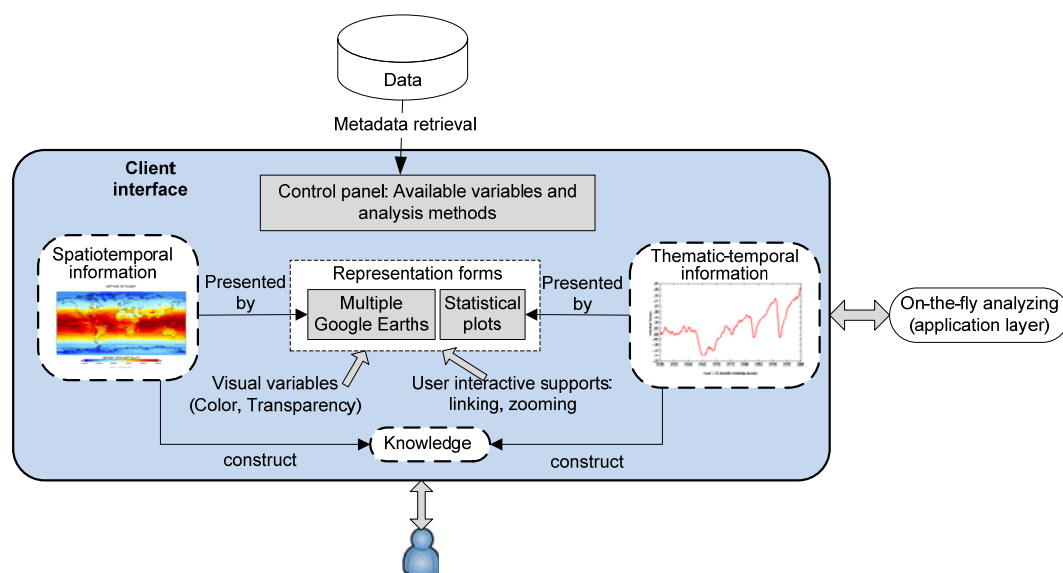 Data
Metadata retrieval
Client
interface
Control panel: Available variables and
analysis methods
Spatiotemporal
information
Presented
by
Representation forms
Multiple
Google Earths
Statistical
plots
Presented
by
Thematic-temporal
information
On-the-fly analyzing
(application layer)
Visual variables
(Color, Transparency)
User interactive supports:
linking, zooming
Knowledge
construct
construct